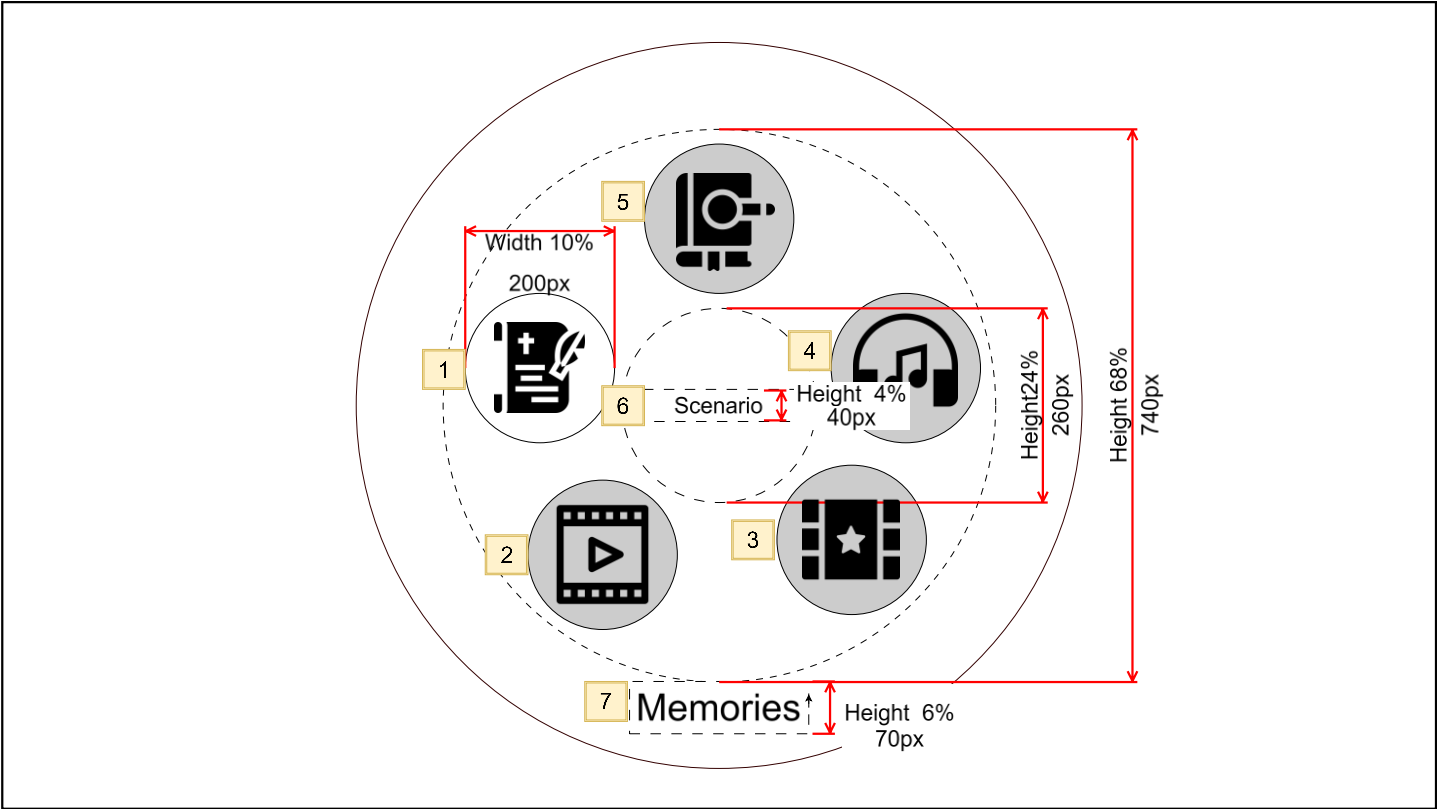 5
Width 10%
200px
1
4
6
Scenario
Height  4%
40px
Height24%
260px
Height 68%
740px
2
3
7
Memories
Height  6%
70px